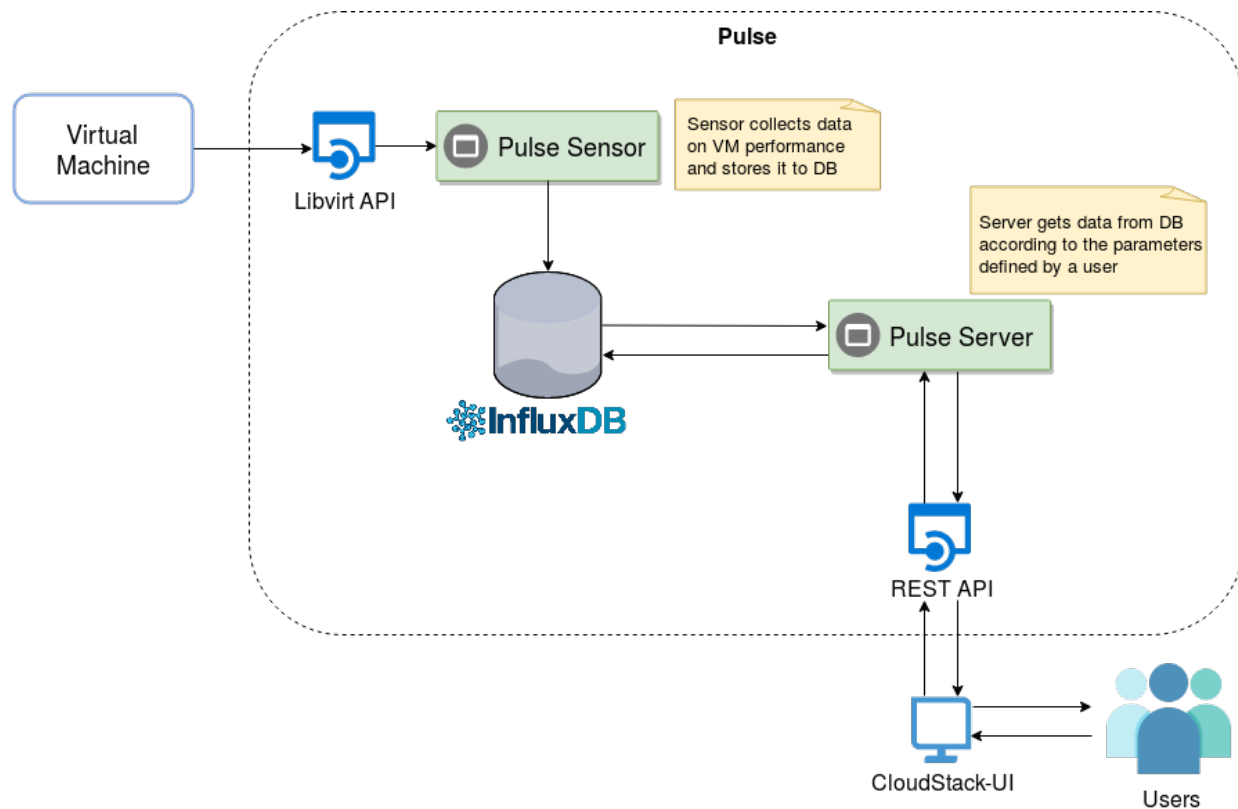 Pulse
Virtual
Machine
Libvirt API
Pulse Sensor
Sensor collects data
on VM performance
and stores it to DB
Server gets data from DB
according to the parameters
defined by a user
InfluxDB
Pulse Server
REST API
CloudStack-UI
Users